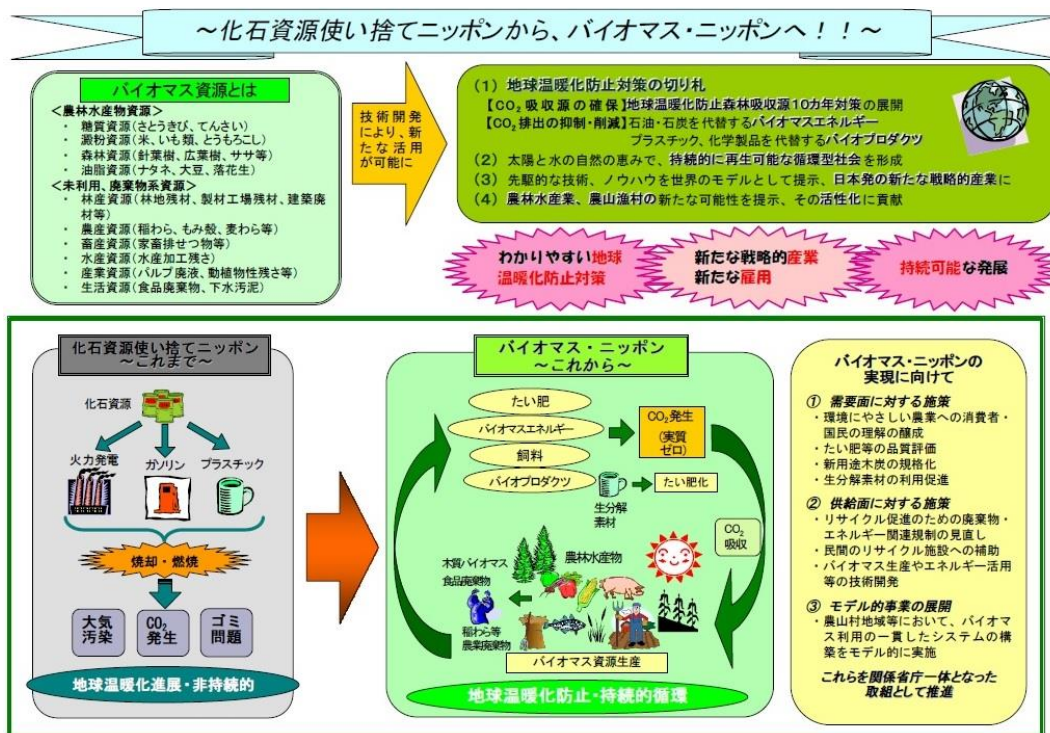 ～化石資源使い捨てニッポンから、バイオマス・ニッポンへ！！～
バイオマス資源とは
＜農林水産物資源＞
・ 糖質資源（さとうきび、てんさい）
・ 澱粉資源（米、いも類、とうもろこし）
・ 森林資源（針葉樹、広葉樹、ササ等）
・ 油脂資源（ナタネ、大豆、落花生）
＜未利用、廃棄物系資源＞
・ 林産資源（林地残材、製材工場残材、建築廃
材等）
・ 農産資源（稲わら、もみ殻、麦わら等）
・ 畜産資源（家畜排せつ物等）
・ 水産資源（水産加工残さ）
・ 産業資源（パルプ廃液、動植物性残さ等）
・ 生活資源（食品廃棄物、下水汚泥）
技術開発
により、新
たな活用
が可能に
（1） 地球温暖化防止対策の切り札
【CO₂吸収源の確保】地球温暖化防止森林吸収源10カ年対策の展開
【CO₂排出の抑制・削減】石油・石炭を代替するバイオマスエネルギー
プラスチック、化学製品を代替するバイオプロダクツ
（2） 太陽と水の自然の恵みで、持続的に再生可能な循環型社会を形成
（3） 先駆的な技術、ノウハウを世界のモデルとして提示、日本発の新たな戦略的産業に
（4） 農林水産業、農山漁村の新たな可能性を提示、その活性化に貢献
わかりやすい地球
温暖化防止対策
新たな戦略的産業
新たな雇用
持続可能な発展
化石資源使い捨てニッポン
～これまで～
化石資源
火力発電
ガソリン
プラスチック
焼却・燃焼
大気
汚染
CO₂
発生
ゴミ
問題
地球温暖化進展・非持続的
バイオマス・ニッポン
～これから～
たい肥
バイオマスエネルギー
飼料
バイオプロダクツ
CO₂発生
（実質
ゼロ）
生分解
素材
たい肥化
CO₂
吸収
木質バイオマス
食品廃棄物
農林水産物
稲わら等
農業廃棄物
バイオマス資源生産
地球温暖化防止・持続的循環
バイオマス・ニッポンの
実現に向けて
① 需要面に対する施策
・環境にやさしい農業への消費者・
国民の理解の醸成
・たい肥等の品質評価
・新用途木炭の規格化
・生分解素材の利用促進
② 供給面に対する施策
・リサイクル促進のための廃棄物・
エネルギー関連規制の見直し
・民間のリサイクル施設への補助
・バイオマス生産やエネルギー活用
等の技術開発
③ モデル的事業の展開
・農山村地域等において、バイオマ
ス利用の一貫したシステムの構
築をモデル的に実施
これらを関係省庁一体となった
取組として推進